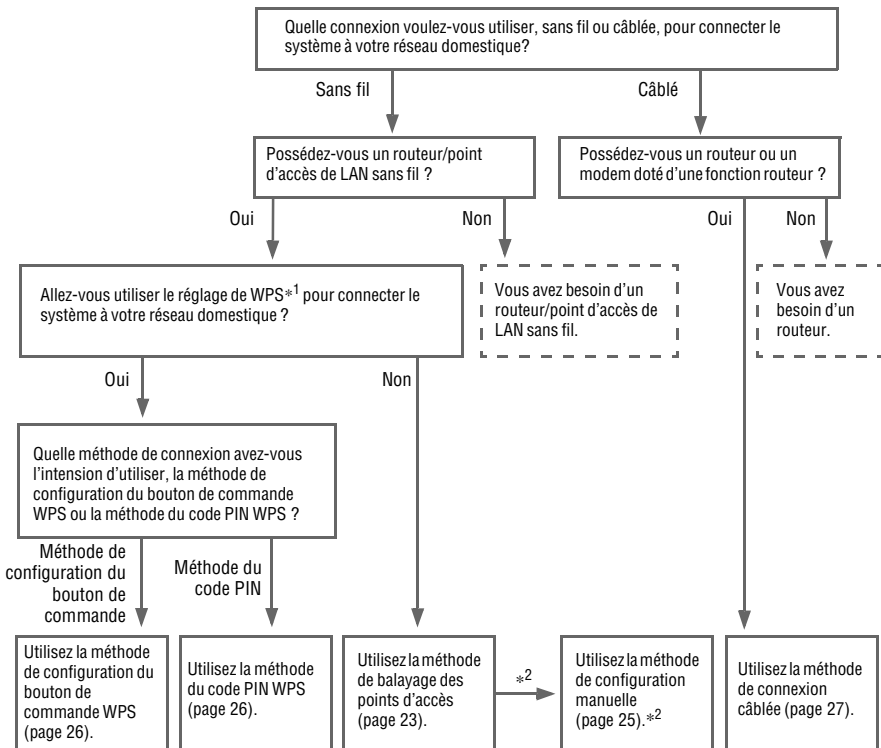 Quelle connexion voulez-vous utiliser, sans fil ou câblée, pour connecter le
système à votre réseau domestique?
Sans fil
Câblé
Possédez-vous un routeur/point
d'accès de LAN sans fil ?
Possédez-vous un routeur ou un
modem doté d'une fonction routeur ?
Oui
Non
Oui
Non
Allez-vous utiliser le réglage de WPS*1 pour connecter le
système à votre réseau domestique ?
Vous avez besoin d'un
routeur/point d'accès de
LAN sans fil.
Vous avez
besoin d'un
routeur.
Oui
Non
Quelle méthode de connexion avez-vous
l'intention d'utiliser, la méthode de
configuration du bouton de commande
WPS ou la méthode du code PIN WPS ?
Méthode de
configuration du
bouton de
commande
Méthode du
code PIN
Utilisez la méthode
de configuration du
bouton de
commande WPS
(page 26).
Utilisez la méthode
du code PIN WPS
(page 26).
Utilisez la méthode
de balayage des
points d'accès
(page 23).
*2
Utilisez la méthode
de configuration
manuelle
(page 25).*2
Utilisez la méthode
de connexion
câblée (page 27).